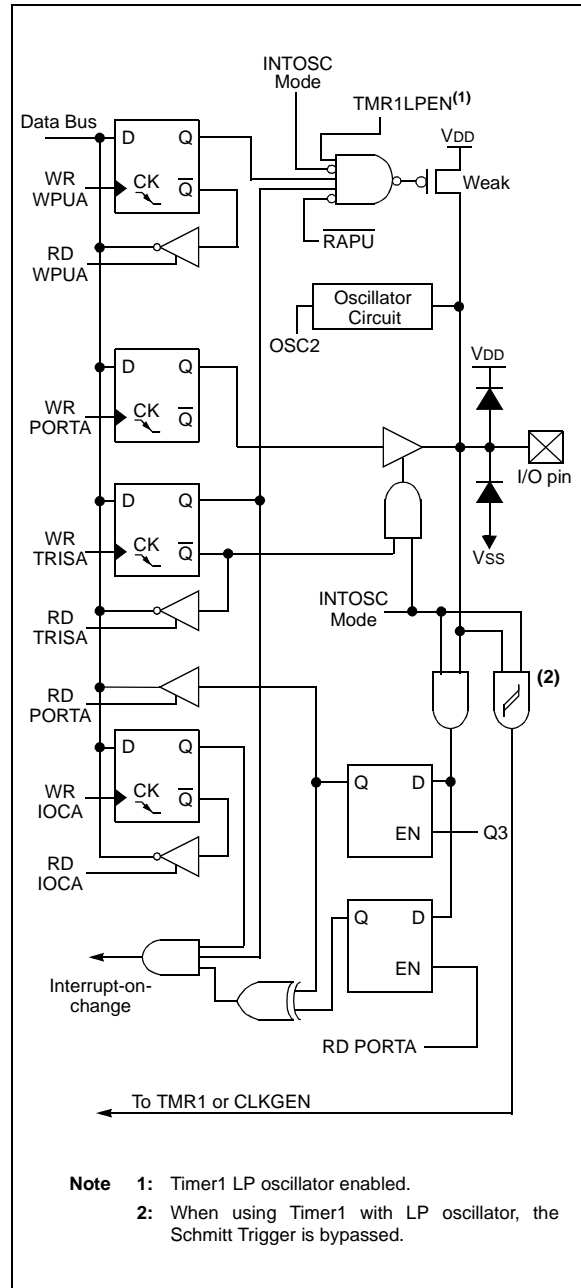 INTOSC
Mode
TMR1LPEN(1)
Data Bus
VDD
D Q
WR
WPUA
CK
Q
Weak
RD
WPUA
RAPU
Oscillator
Circuit
OSC2
VDD
D Q
WR
PORTA
CK
Q
I/O pin
D Q
WR
TRISA
CK
Q
VSS
INTOSC
Mode
RD
TRISA
(2)
RD
PORTA
D Q
WR
IOCA
CK
Q
Q D
EN
Q3
RD
IOCA
Q D
EN
Interrupt-on-
change
RD PORTA
To TMR1 or CLKGEN
Note 1: Timer1 LP oscillator enabled.
2: When using Timer1 with LP oscillator, the
Schmitt Trigger is bypassed.